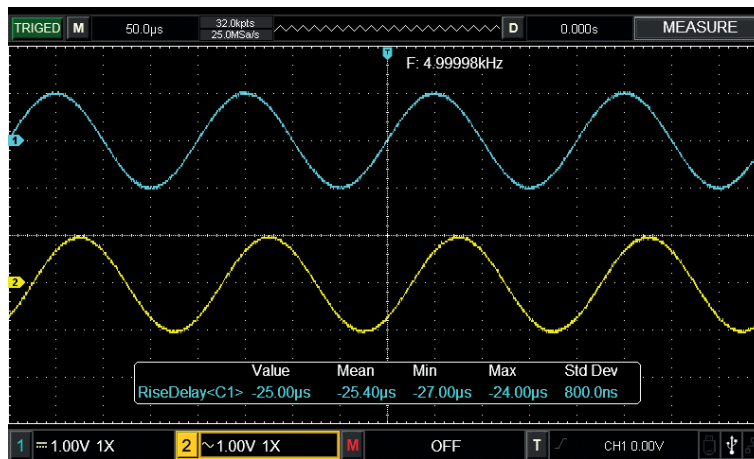 TRIGED M 50.0μs 32.0kpts D 0.000s MEASURE
25.0MSa/s
T
F: 4.99998kHz
1
2
Value Mean Min Max Std Dev
RiseDelay<C1> -25.00μs -25.40μs -27.00μs -24.00μs 800.0ns
1 1.00V 1X 2 1.00V 1X M OFF T CH1 0.00V